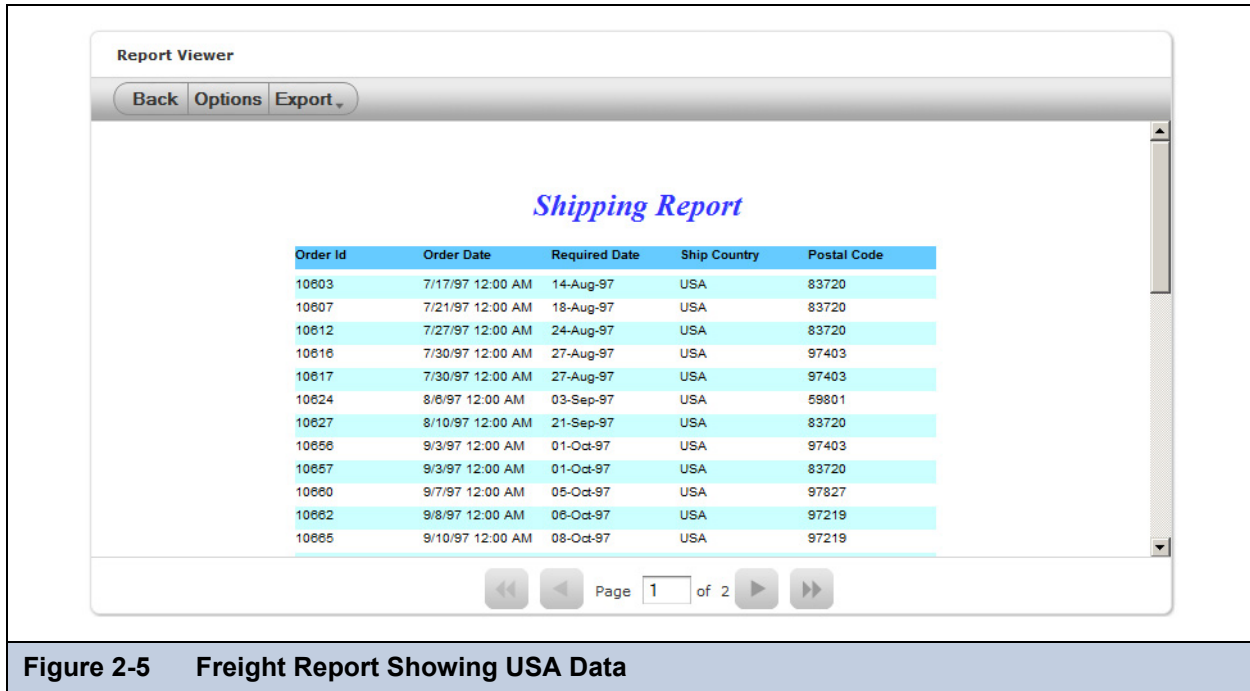 Report Viewer
Back Options Export
Shipping Report
Order Id Order Date Required Date Ship Country Postal Code
10603 7/17/97 12:00 AM 14-Aug-97 USA 83720
10607 7/21/97 12:00 AM 18-Aug-97 USA 83720
10612 7/27/97 12:00 AM 24-Aug-97 USA 83720
10616 7/30/97 12:00 AM 27-Aug-97 USA 97403
10617 7/30/97 12:00 AM 27-Aug-97 USA 97403
10624 8/6/97 12:00 AM 03-Sep-97 USA 59801
10627 8/10/97 12:00 AM 21-Sep-97 USA 83720
10656 9/3/97 12:00 AM 01-Oct-97 USA 97403
10657 9/3/97 12:00 AM 01-Oct-97 USA 83720
10660 9/7/97 12:00 AM 05-Oct-97 USA 97827
10662 9/8/97 12:00 AM 06-Oct-97 USA 97219
10665 9/10/97 12:00 AM 08-Oct-97 USA 97219
Page 1 of 2
Figure 2-5 Freight Report Showing USA Data